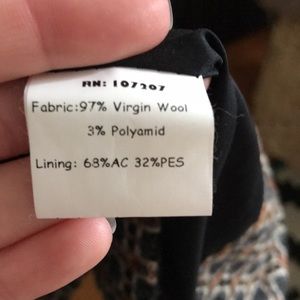 RN: 107207
Fabric:97% Virgin Wool
3% Polyamid
Lining: 68%AC 32%PES